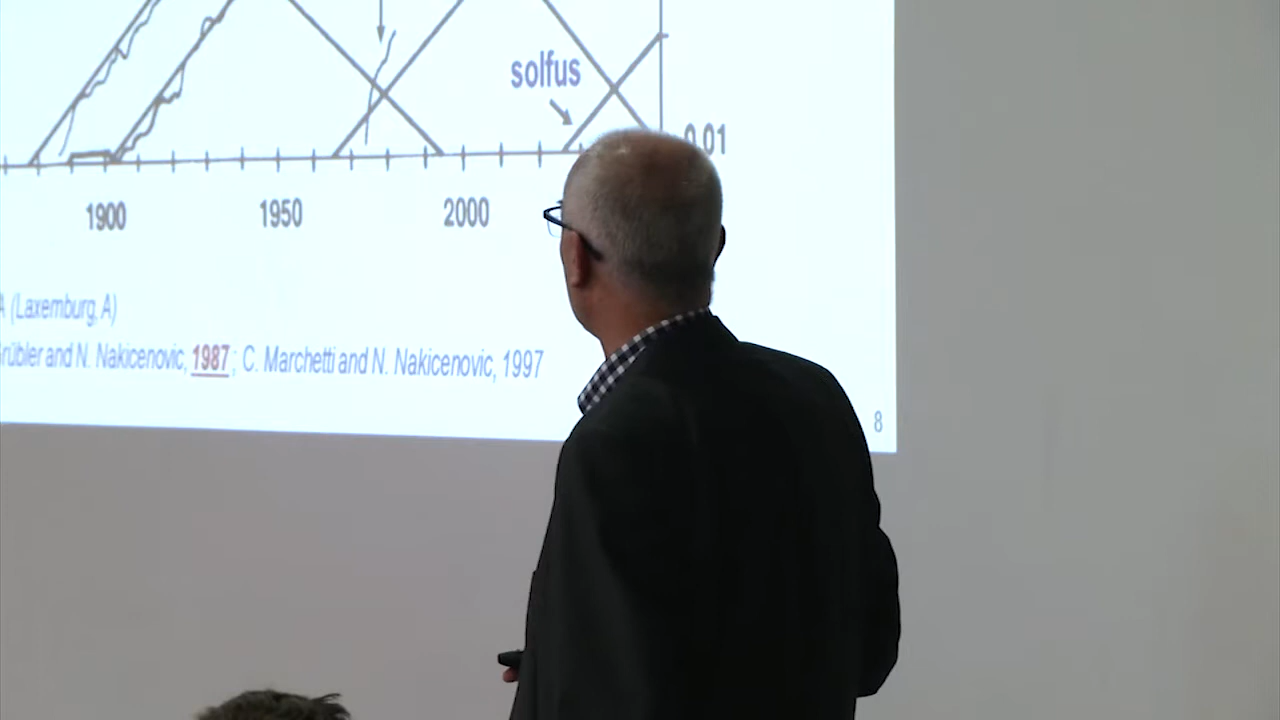 solfus
0.01
1900 1950 2000
A (Laxemburg, A)
rübler and N. Nakicenovic, 1987; C. Marchetti and N. Nakicenovic, 1997
8